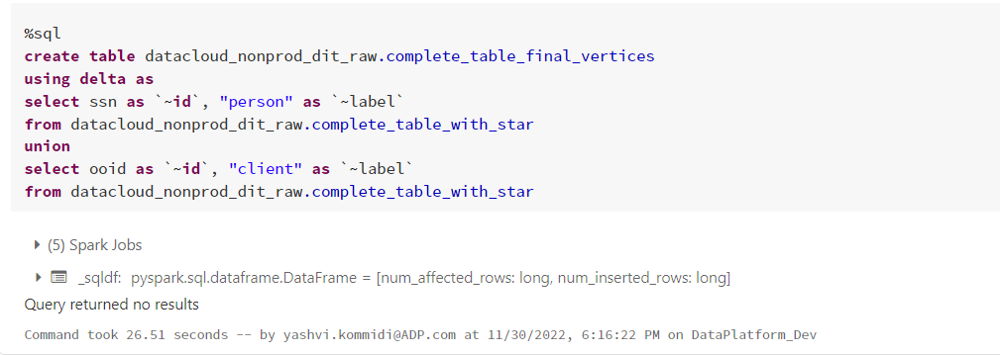 %sql
create table datacloud_nonprod_dit_raw.complete_table_final_vertices
using delta as
select ssn as `~id`, "person" as `~label`
from datacloud_nonprod_dit_raw.complete_table_with_star
union
select ooid as `~id`, "client" as `~label`
from datacloud_nonprod_dit_raw.complete_table_with_star
(5) Spark Jobs
_sqldf: pyspark.sql.dataframe.DataFrame = [num_affected_rows: long, num_inserted_rows: long]
Query returned no results
Command took 26.51 seconds -- by yashvi.kommidi@ADP.com at 11/30/2022, 6:16:22 PM on DataPlatform_Dev